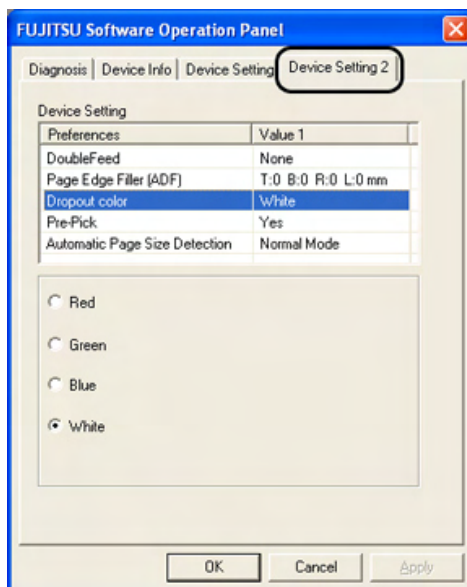 FUJITSU Software Operation Panel
Diagnosis Device Info Device Setting Device Setting 2
Device Setting
Preferences Value 1
DoubleFeed None
Page Edge Filler (ADF) T:0 B:0 R:0 L:0 mm
Dropout color White
Pre-Pick Yes
Automatic Page Size Detection Normal Mode
Red
Green
Blue
White
OK Cancel Apply